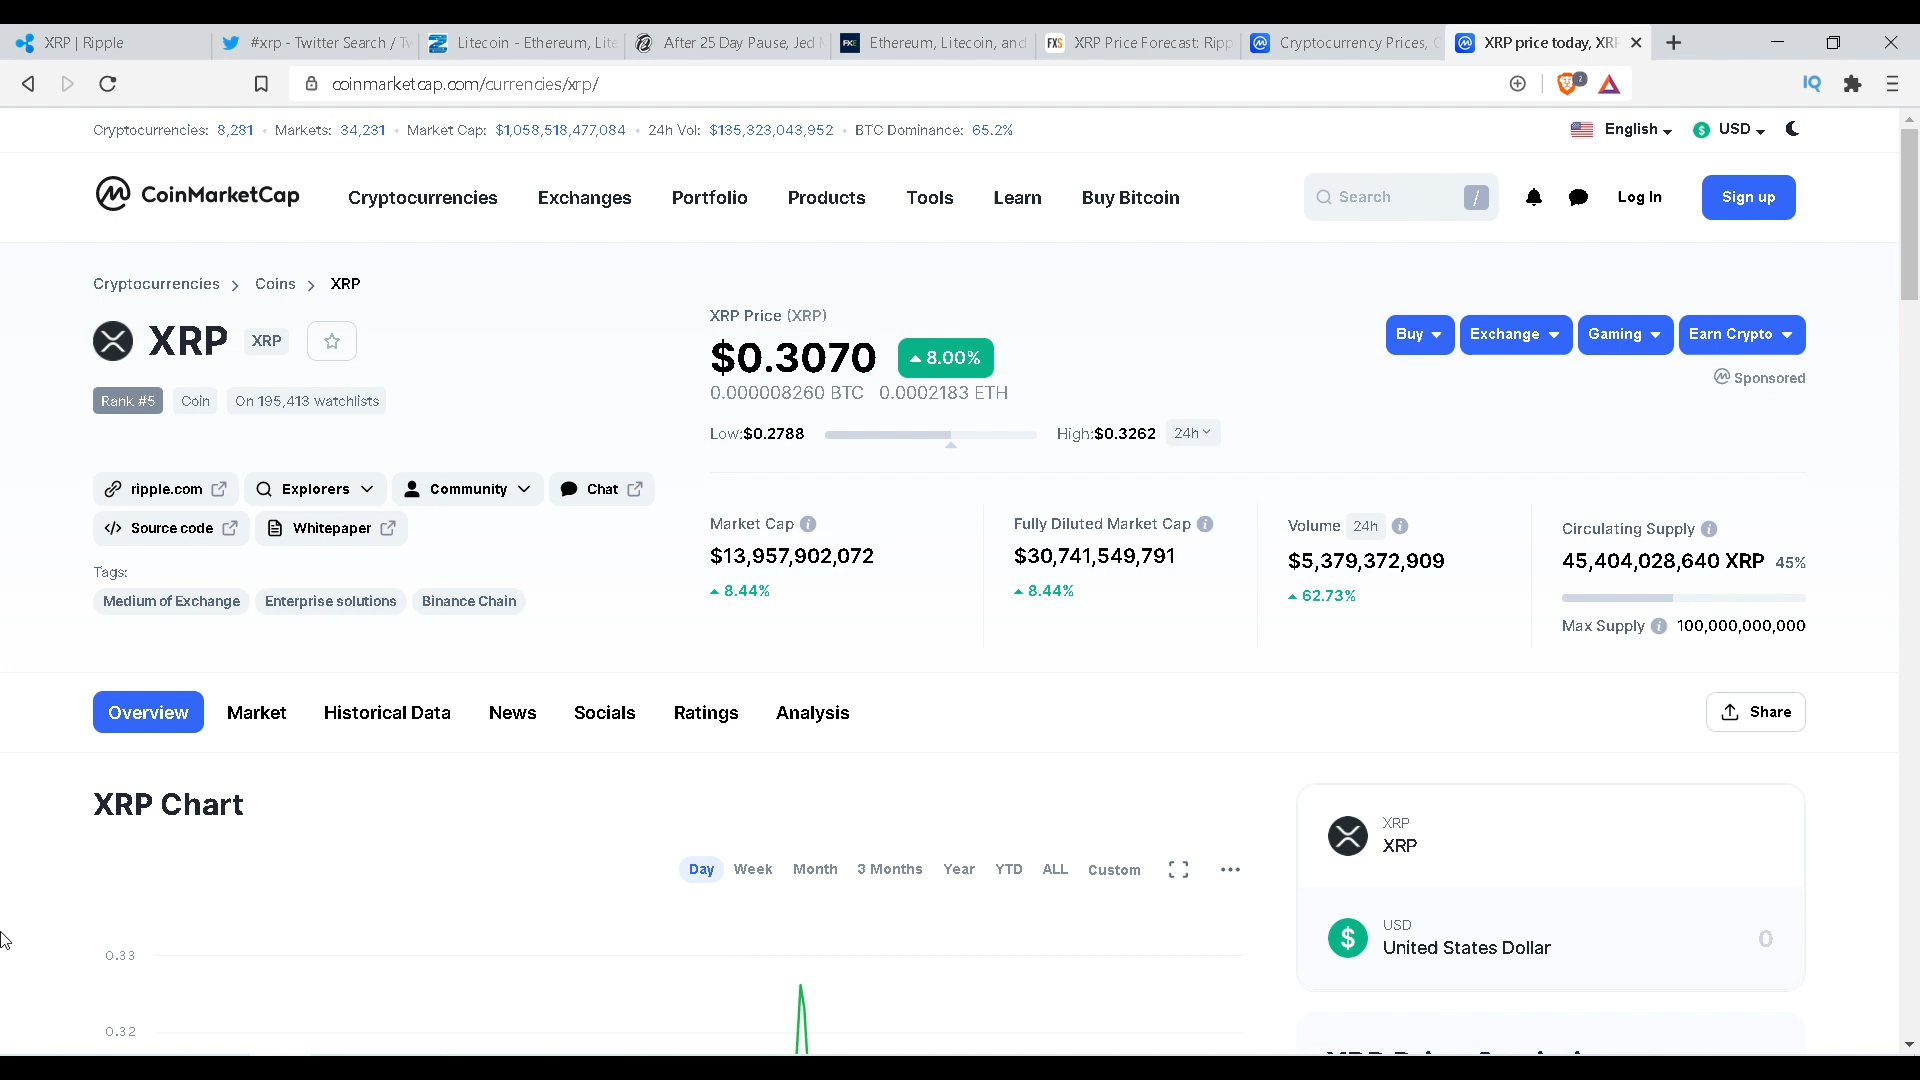 XRP | Ripple
#xrp - Twitter Search / Tw
Litecoin - Ethereum, Lite
After 25 Day Pause, Jed M
FXE
Ethereum, Litecoin, and
FXS
XRP Price Forecast: Ripp
Cryptocurrency Prices, C
XRP price today, XRP
coinmarketcap.com/currencies/xrp/
2
IQ
Cryptocurrencies: 8,281 • Markets: 34,231 • Market Cap: $1,058,518,477,084 • 24h Vol: $135,323,043,952 • BTC Dominance: 65.2%
English
USD
CoinMarketCap
Cryptocurrencies
Exchanges
Portfolio
Products
Tools
Learn
Buy Bitcoin
Search
/
Log In
Sign up
Cryptocurrencies > Coins > XRP
XRP
XRP
Rank #5
Coin
On 195,413 watchlists
ripple.com
Explorers
Community
Chat
Source code
Whitepaper
Tags:
Medium of Exchange
Enterprise solutions
Binance Chain
XRP Price (XRP)
$0.3070
8.00%
0.000008260 BTC 0.0002183 ETH
Low:$0.2788
High:$0.3262
24h
Buy
Exchange
Gaming
Earn Crypto
Sponsored
Market Cap
$13,957,902,072
8.44%
Fully Diluted Market Cap
$30,741,549,791
8.44%
Volume 24h
$5,379,372,909
62.73%
Circulating Supply
45,404,028,640 XRP 45%
Max Supply 100,000,000,000
Overview
Market
Historical Data
News
Socials
Ratings
Analysis
Share
XRP Chart
Day
Week
Month
3 Months
Year
YTD
ALL
Custom
0.33
0.32
XRP
XRP
USD
United States Dollar
0